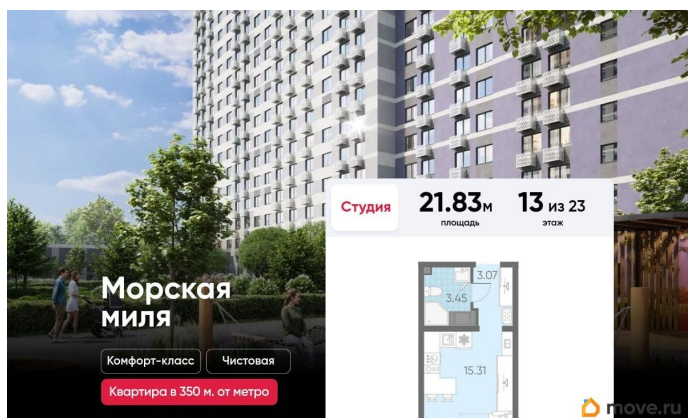 Студия
21.83м
площадь
13 из 23
этаж
3.07
3.45
15.31
Морская
миля
Комфорт-класс
Чистовая
Квартира в 350 м. от метро
move.ru